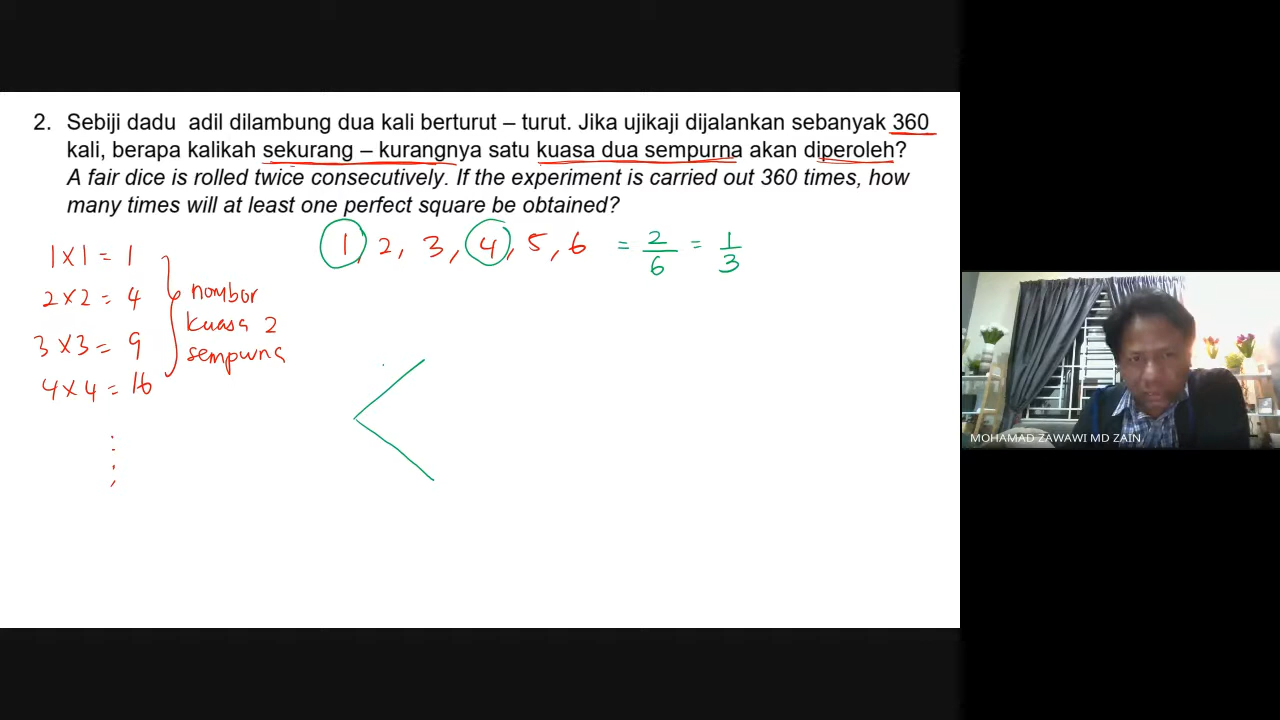 2. Sebiji dadu adil dilambung dua kali berturut – turut. Jika ujikaji dijalankan sebanyak 360
kali, berapa kalikah sekurang – kurangnya satu kuasa dua sempurna akan diperoleh?
A fair dice is rolled twice consecutively. If the experiment is carried out 360 times, how
many times will at least one perfect square be obtained?
1, 2, 3, 4, 5, 6 = 2/6 = 1/3
1 x 1 = 1
2 x 2 = 4
3 x 3 = 9
4 x 4 = 16
nombor
kuasa 2
sempurna
MOHAMAD ZAWAWI MD ZAIN